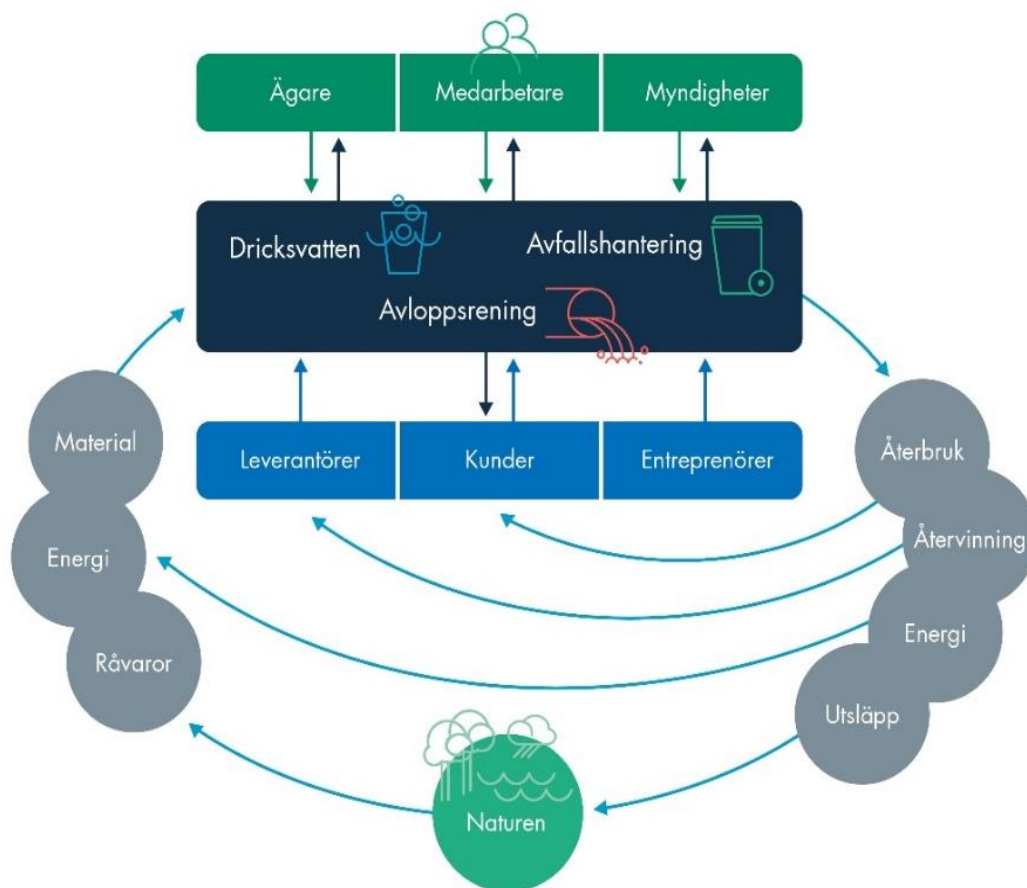 Ägare
Medarbetare
Myndigheter
Dricksvatten
Avfallshantering
Avloppsrening
Leverantörer
Kunder
Entreprenörer
Material
Energi
Råvaror
Återbruk
Återvinning
Energi
Utsläpp
Naturen